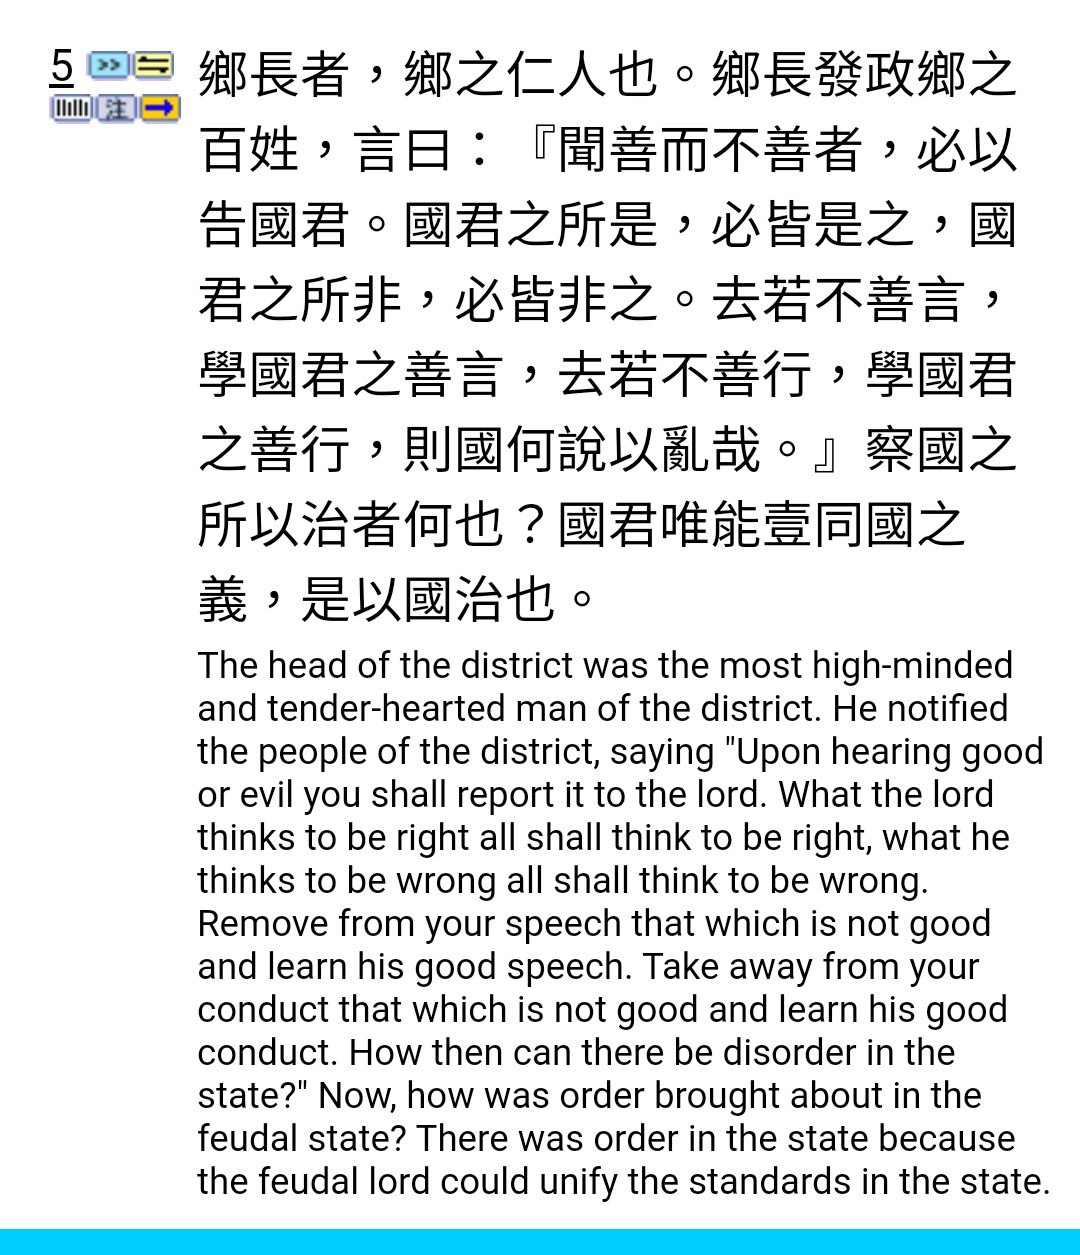 5
注
鄉長者，鄉之仁人也。鄉長發政鄉之
百姓，言曰：『聞善而不善者，必以
告國君。國君之所是，必皆是之，國
君之所非，必皆非之。去若不善言，
學國君之善言，去若不善行，學國君
之善行，則國何說以亂哉。』察國之
所以治者何也？國君唯能壹同國之
義，是以國治也。
The head of the district was the most high-minded
and tender-hearted man of the district. He notified
the people of the district, saying "Upon hearing good
or evil you shall report it to the lord. What the lord
thinks to be right all shall think to be right, what he
thinks to be wrong all shall think to be wrong.
Remove from your speech that which is not good
and learn his good speech. Take away from your
conduct that which is not good and learn his good
conduct. How then can there be disorder in the
state?" Now, how was order brought about in the
feudal state? There was order in the state because
the feudal lord could unify the standards in the state.